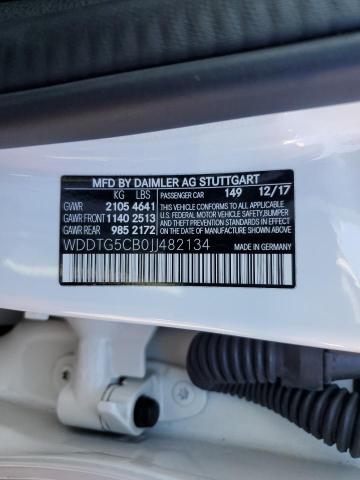 MFD BY DAIMLER AG STUTTGART
KG LBS PASSENGER CAR 149 12/17
GVWR 2105 4641 THIS VEHICLE CONFORMS TO ALL APPLICABLE
GAWR FRONT 1140 2513 U.S. FEDERAL MOTOR VEHICLE SAFETY, BUMPER
GAWR REAR 985 2172 AND THEFT PREVENTION STANDARDS IN EFFECT ON THE DATE OF MANUFACTURE SHOWN ABOVE.
WDDTG5CB0JJ482134
MADE IN GERMANY